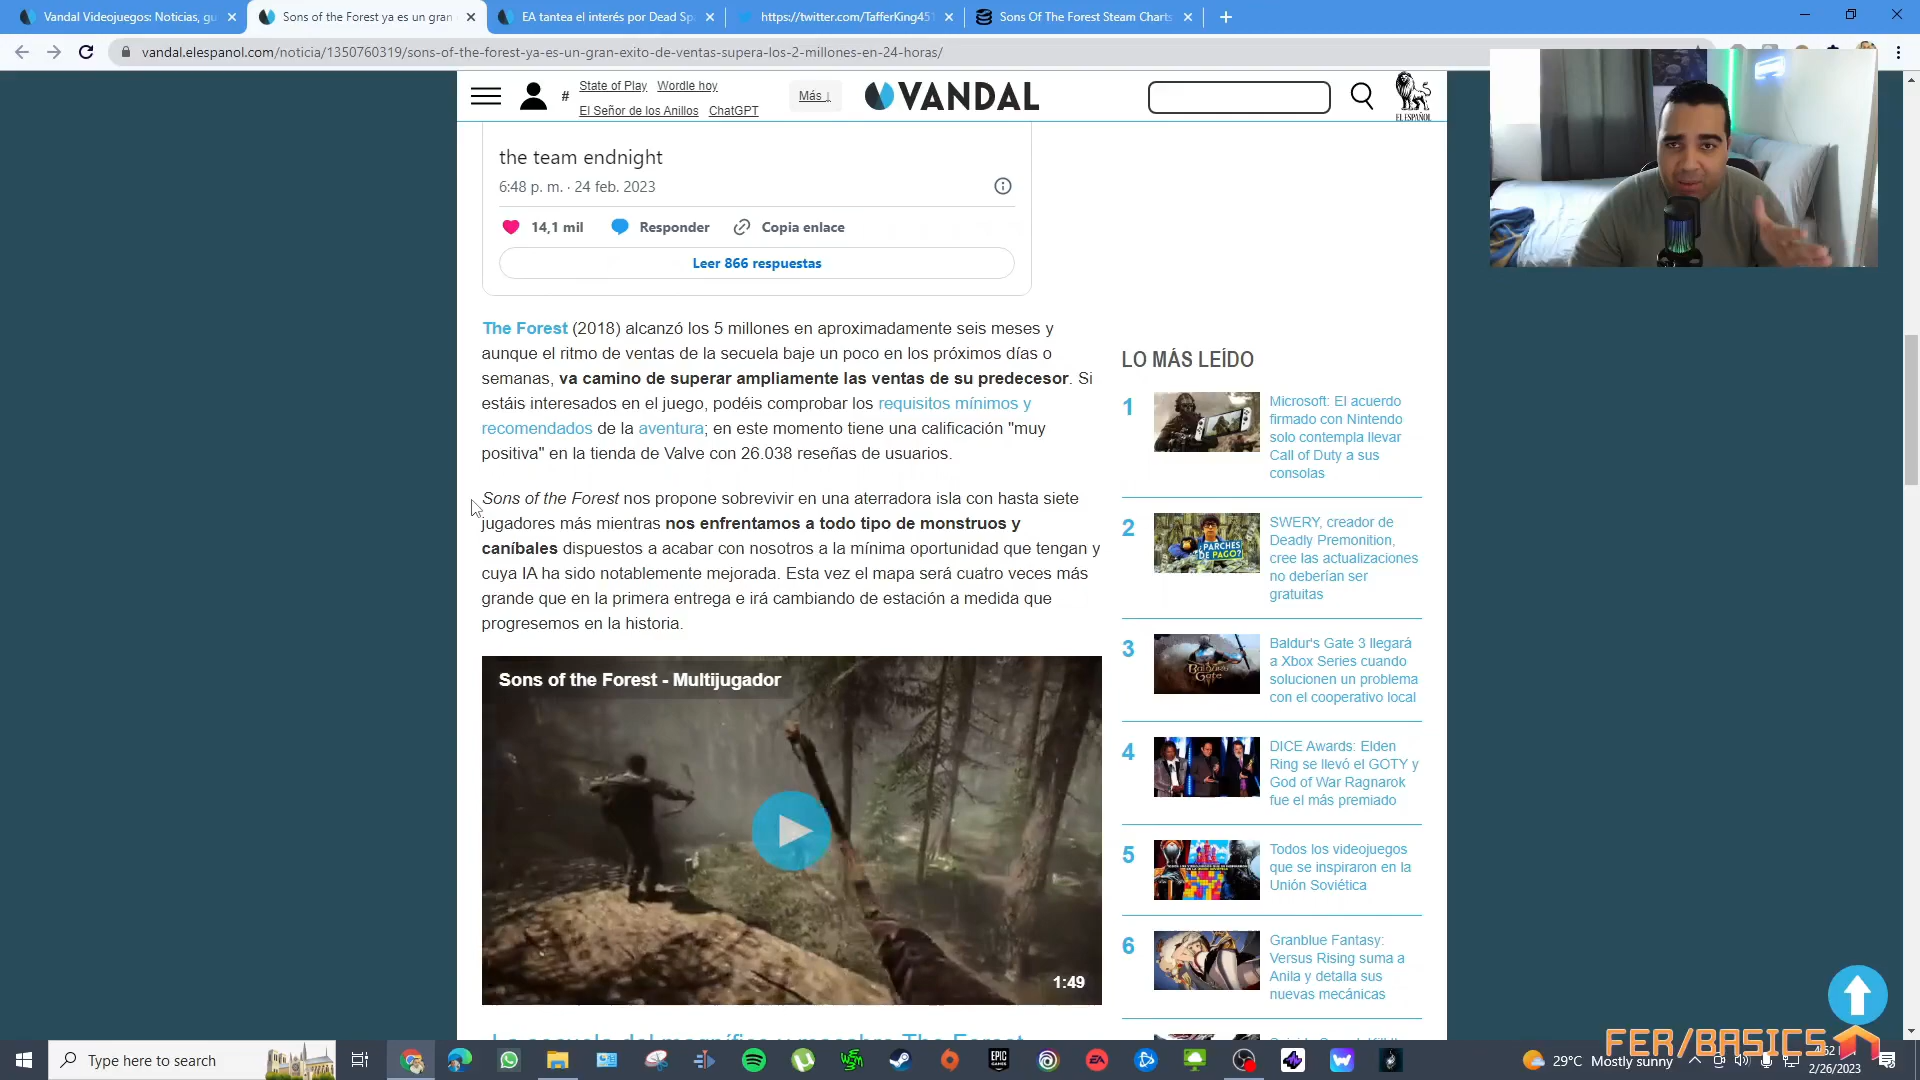 Vandal Videojuegos: Noticias, gu
Sons of the Forest ya es un gran
EA tantea el interés por Dead Sp
https://twitter.com/TafferKing451
Sons Of The Forest Steam Charts
vandal.elespanol.com/noticia/1350760319/sons-of-the-forest-ya-es-un-gran-exito-de-ventas-supera-los-2-millones-en-24-horas/
#
State of Play Wordle hoy
El Señor de los Anillos ChatGPT
Más ↓
VANDAL
EL ESPAÑOL
the team endnight
6:48 p. m. · 24 feb. 2023
14,1 mil Responder Copia enlace
Leer 866 respuestas
The Forest (2018) alcanzó los 5 millones en aproximadamente seis meses y
aunque el ritmo de ventas de la secuela baje un poco en los próximos días o
semanas, va camino de superar ampliamente las ventas de su predecesor. Si
estáis interesados en el juego, podéis comprobar los requisitos mínimos y
recomendados de la aventura; en este momento tiene una calificación "muy
positiva" en la tienda de Valve con 26.038 reseñas de usuarios.
Sons of the Forest nos propone sobrevivir en una aterradora isla con hasta siete
jugadores más mientras nos enfrentamos a todo tipo de monstruos y
caníbales dispuestos a acabar con nosotros a la mínima oportunidad que tengan y
cuya IA ha sido notablemente mejorada. Esta vez el mapa será cuatro veces más
grande que en la primera entrega e irá cambiando de estación a medida que
progresemos en la historia.
Sons of the Forest - Multijugador
1:49
LO MÁS LEÍDO
1
Microsoft: El acuerdo
firmado con Nintendo
solo contempla llevar
Call of Duty a sus
consolas
2
¿PARCHES
DE PAGO?
SWERY, creador de
Deadly Premonition,
cree las actualizaciones
no deberían ser
gratuitas
3
Baldur's Gate 3 llegará
a Xbox Series cuando
solucionen un problema
con el cooperativo local
4
DICE Awards: Elden
Ring se llevó el GOTY y
God of War Ragnarok
fue el más premiado
5
Todos los videojuegos
que se inspiraron en la
Unión Soviética
6
Granblue Fantasy:
Versus Rising suma a
Anila y detalla sus
nuevas mecánicas
FER/BASICS
Type here to search
EPIC
EA
29°C Mostly sunny
2/26/2023